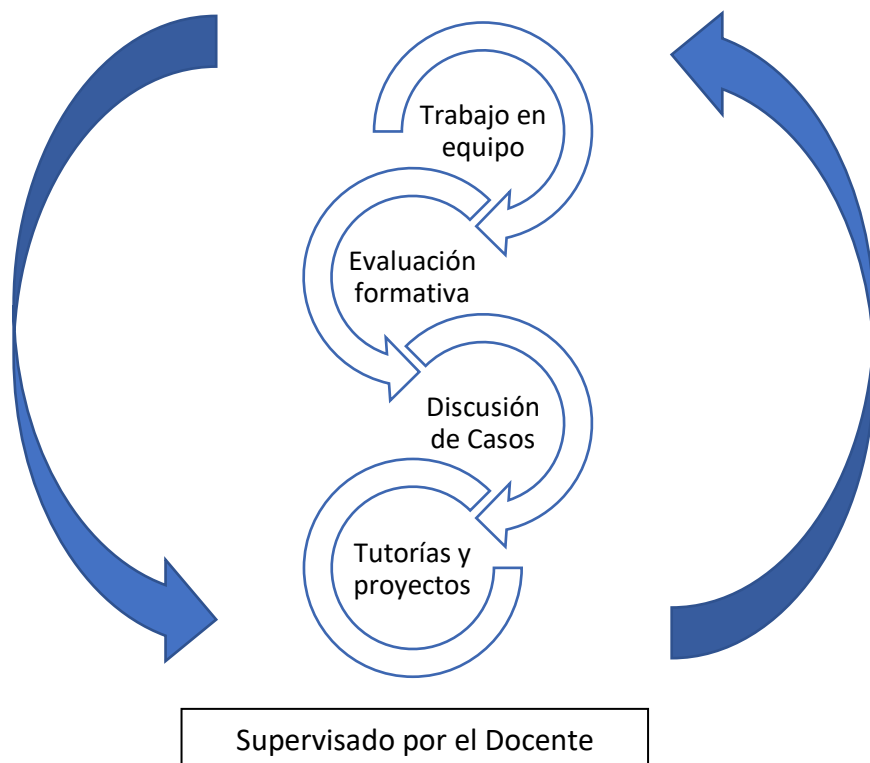 Trabajo en
equipo
Evaluación
formativa
Discusión
de Casos
Tutorías y
proyectos
Supervisado por el Docente